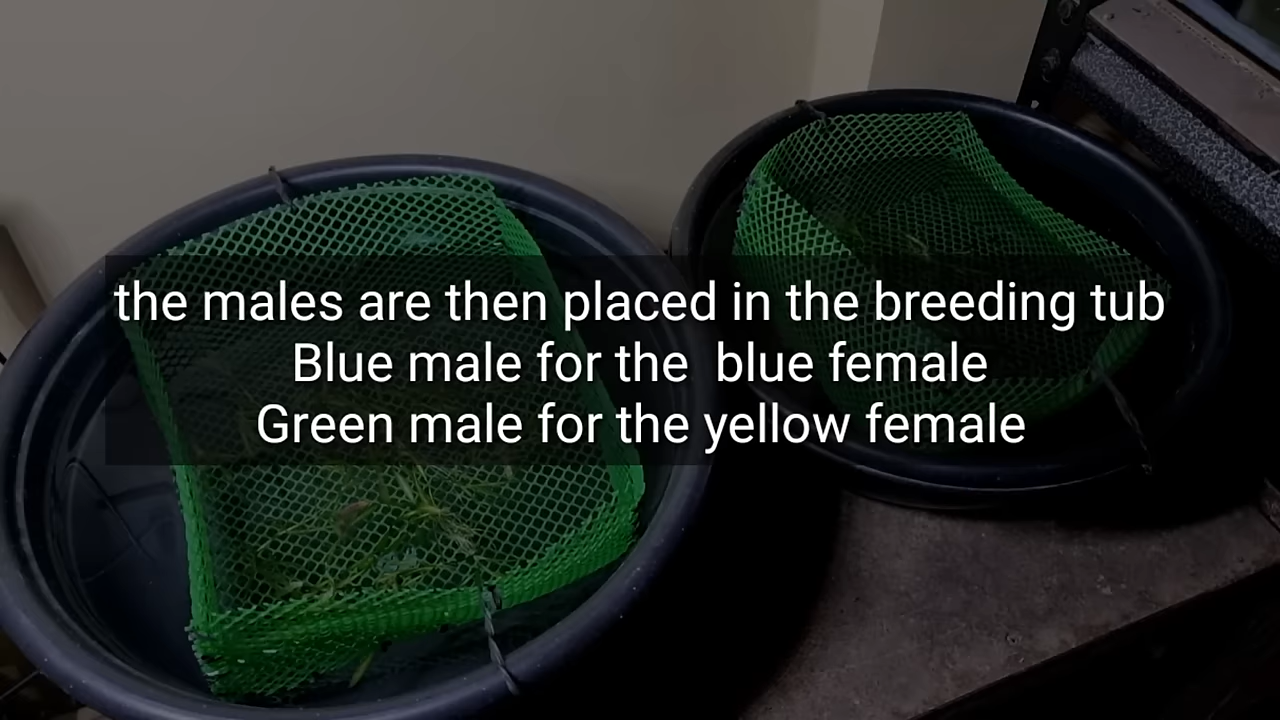 the males are then placed in the breeding tub
Blue male for the  blue female
Green male for the yellow female